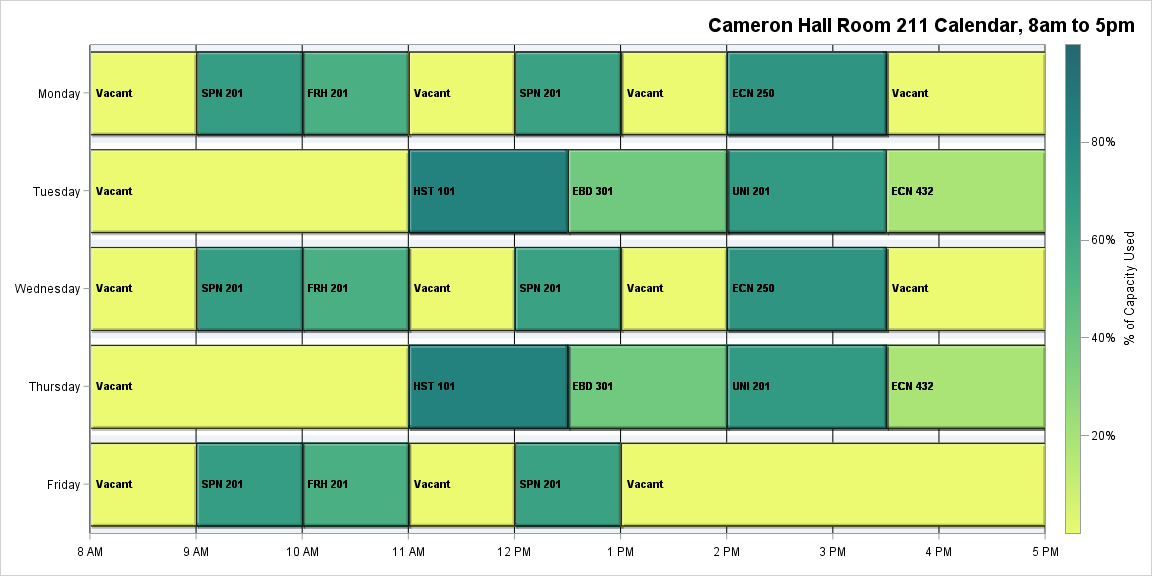 Cameron Hall Room 211 Calendar, 8am to 5pm
Monday Vacant SPN 201 FRH 201 Vacant SPN 201 Vacant ECN 250 Vacant
80%
Tuesday Vacant HST 101 EBD 301 UNI 201 ECN 432
60%
% of Capacity Used
Wednesday Vacant SPN 201 FRH 201 Vacant SPN 201 Vacant ECN 250 Vacant
40%
Thursday Vacant HST 101 EBD 301 UNI 201 ECN 432
20%
Friday Vacant SPN 201 FRH 201 Vacant SPN 201 Vacant
8 AM 9 AM 10 AM 11 AM 12 PM 1 PM 2 PM 3 PM 4 PM 5 PM